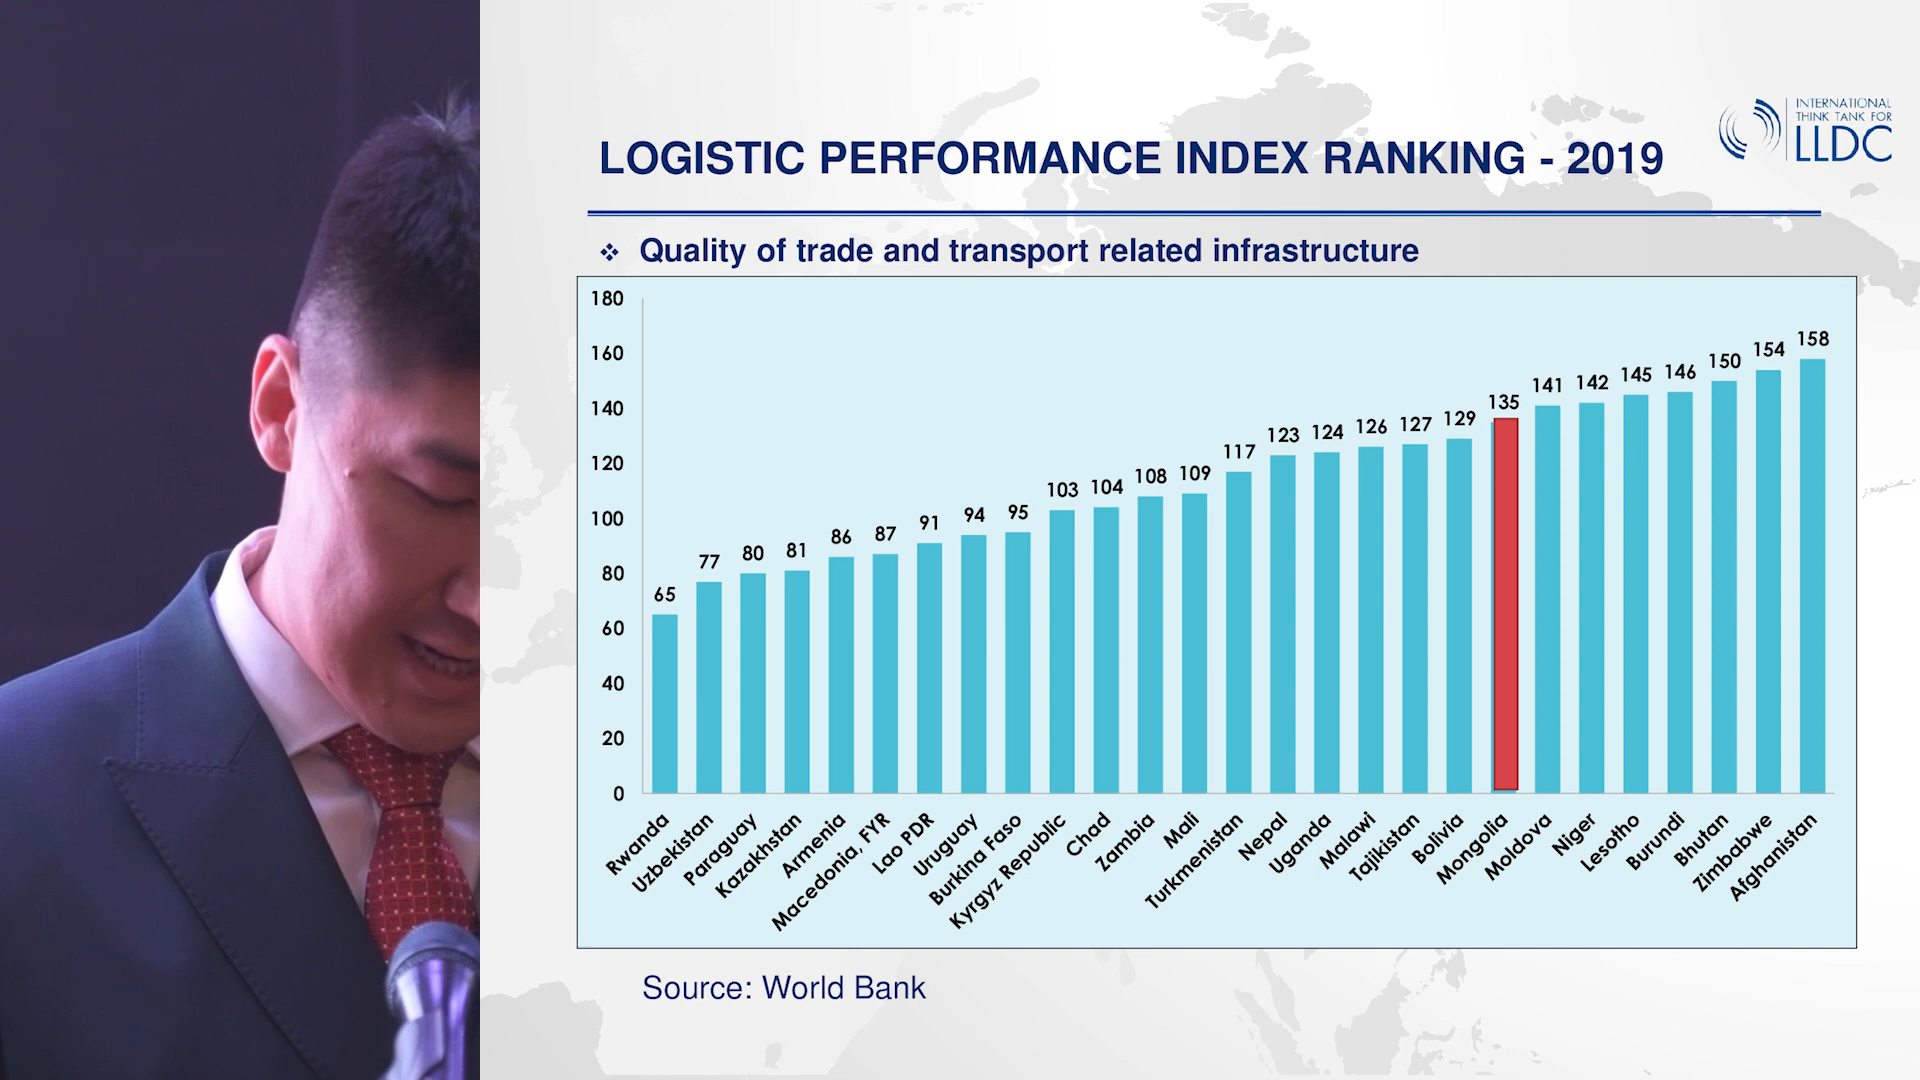 INTERNATIONAL
THINK TANK FOR
LLDC
LOGISTIC PERFORMANCE INDEX RANKING - 2019
Quality of trade and transport related infrastructure
180
160
140
120
100
80
60
40
20
0
65
77
80
81
86
87
91
94
95
103
104
108
109
117
123
124
126
127
129
135
141
142
145
146
150
154
158
Rwanda
Uzbekistan
Paraguay
Kazakhstan
Armenia
Macedonia, FYR
Lao PDR
Uruguay
Burkina Faso
Kyrgyz Republic
Chad
Zambia
Mali
Turkmenistan
Nepal
Uganda
Malawi
Tajikistan
Bolivia
Mongolia
Moldova
Niger
Lesotho
Burundi
Bhutan
Zimbabwe
Afghanistan
Source: World Bank